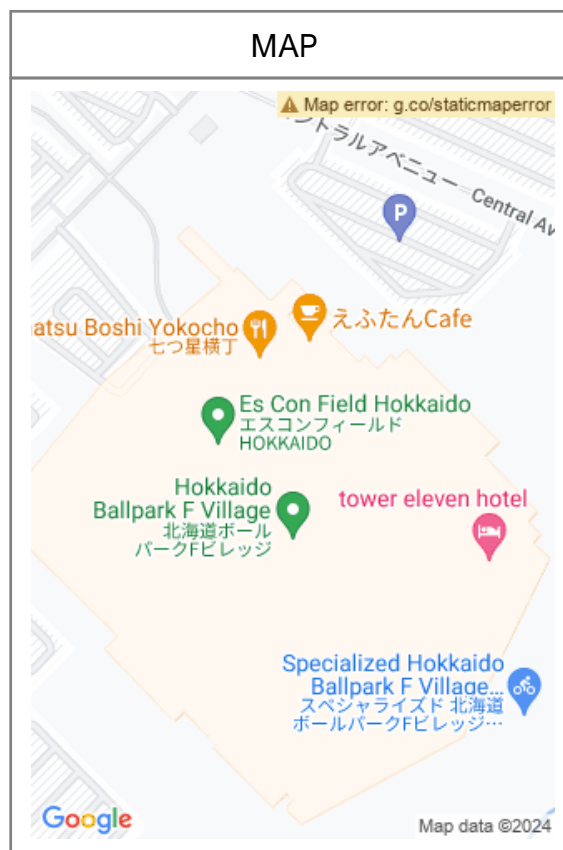 MAP
Map error: g.co/staticmaperror
ントラルアベニュー Central Av
P
atsu Boshi Yokocho
七つ星横丁
えふたんCafe
Es Con Field Hokkaido
エスコンフィールド
HOKKAIDO
Hokkaido
Ballpark F Village
北海道ボール
パークFビレッジ
tower eleven hotel
Specialized Hokkaido
Ballpark F Village...
スペシャライズド 北海道
ボールパークFビレッジ…
Google
Map data ©2024